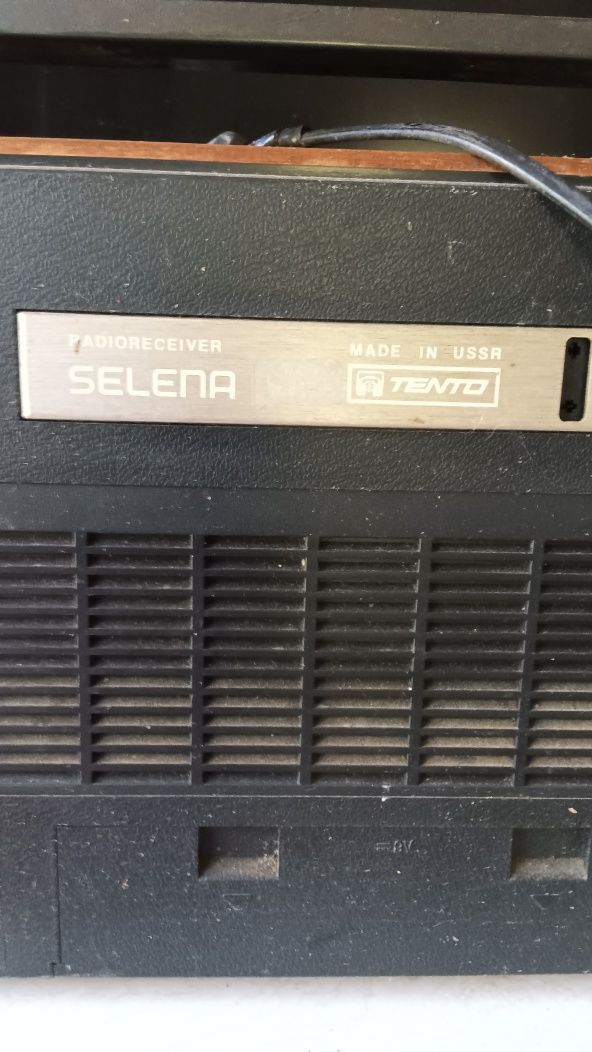 RADIORECEIVER
SELENA
MADE IN USSR
TENTO